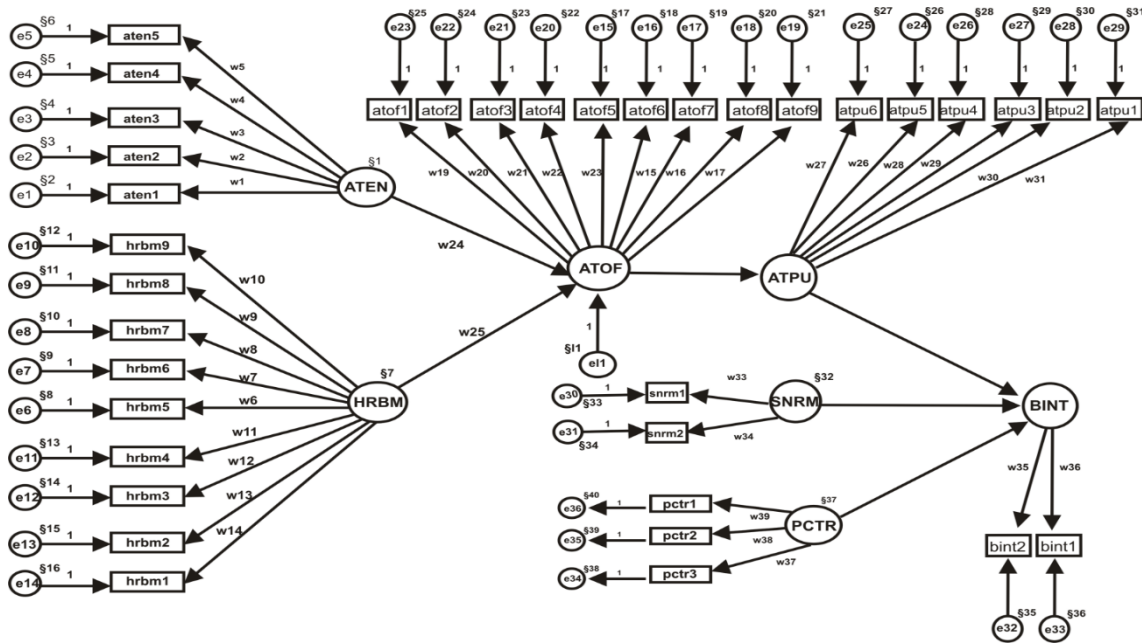 §25 §24 §23 §22 §17 §18 §19 §20 §21 §27 §26 §28 §29 §30 §31
e23 e22 e21 e20 e15 e16 e17 e18 e19 e25 e24 e26 e27 e28 e29
1 1 1 1 1 1 1 1 1 1 1 1 1 1 1
atof1 atof2 atof3 atof4 atof5 atof6 atof7 atof8 atof9 atpu6 atpu5 atpu4 atpu3 atpu2 atpu1
w19 w20 w21 w22 w23 w15 w16 w17 w27 w26 w28 w29 w30 w31
§6
e5 1 aten5 w5
§5
e4 1 aten4 w4
§4
e3 1 aten3 w3
§3
e2 1 aten2 w2
§2
e1 1 aten1 w1
§1
ATEN
w24
§12
e10 1 hrbm9 w10
§11
e9 1 hrbm8 w9
§10
e8 1 hrbm7 w8
§9
e7 1 hrbm6 w7
§8
e6 1 hrbm5 w6
§13
e11 1 hrbm4 w11
§14
e12 1 hrbm3 w12
§15
e13 1 hrbm2 w13
§16
e14 1 hrbm1 w14
§7
HRBM
w25
ATOF
1
§I1
el1
ATPU
e30 1 snrm1 w33
§33
e31 1 snrm2 w34
§34
§32
SNRM
BINT
§40
e36 1 pctr1 w39
§39
e35 1 pctr2 w38
§38
e34 1 pctr3 w37
§37
PCTR
w35 w36
bint2 bint1
1 1
§35 §36
e32 e33